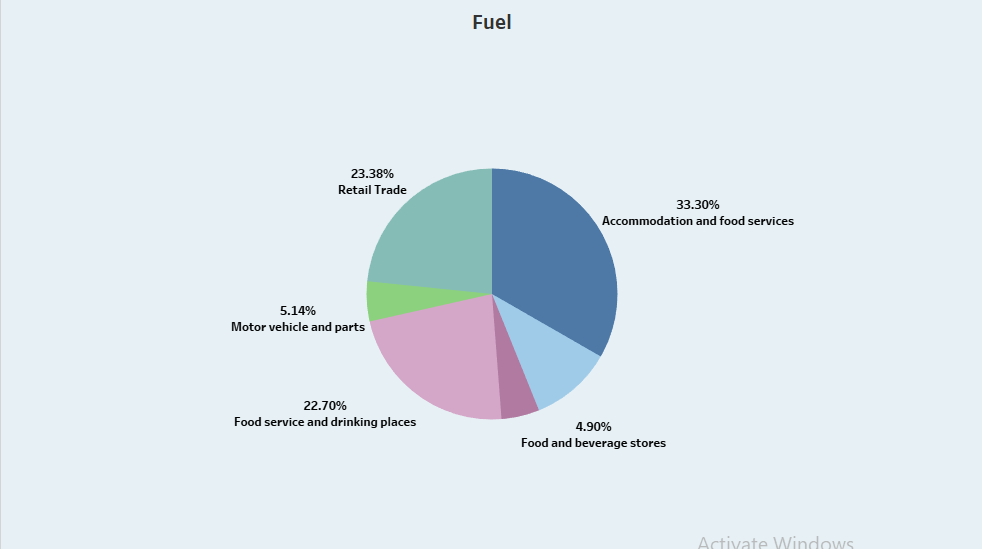 Fuel
23.38%
Retail Trade
33.30%
Accommodation and food services
5.14%
Motor vehicle and parts
22.70%
Food service and drinking places
4.90%
Food and beverage stores
Activate Windows